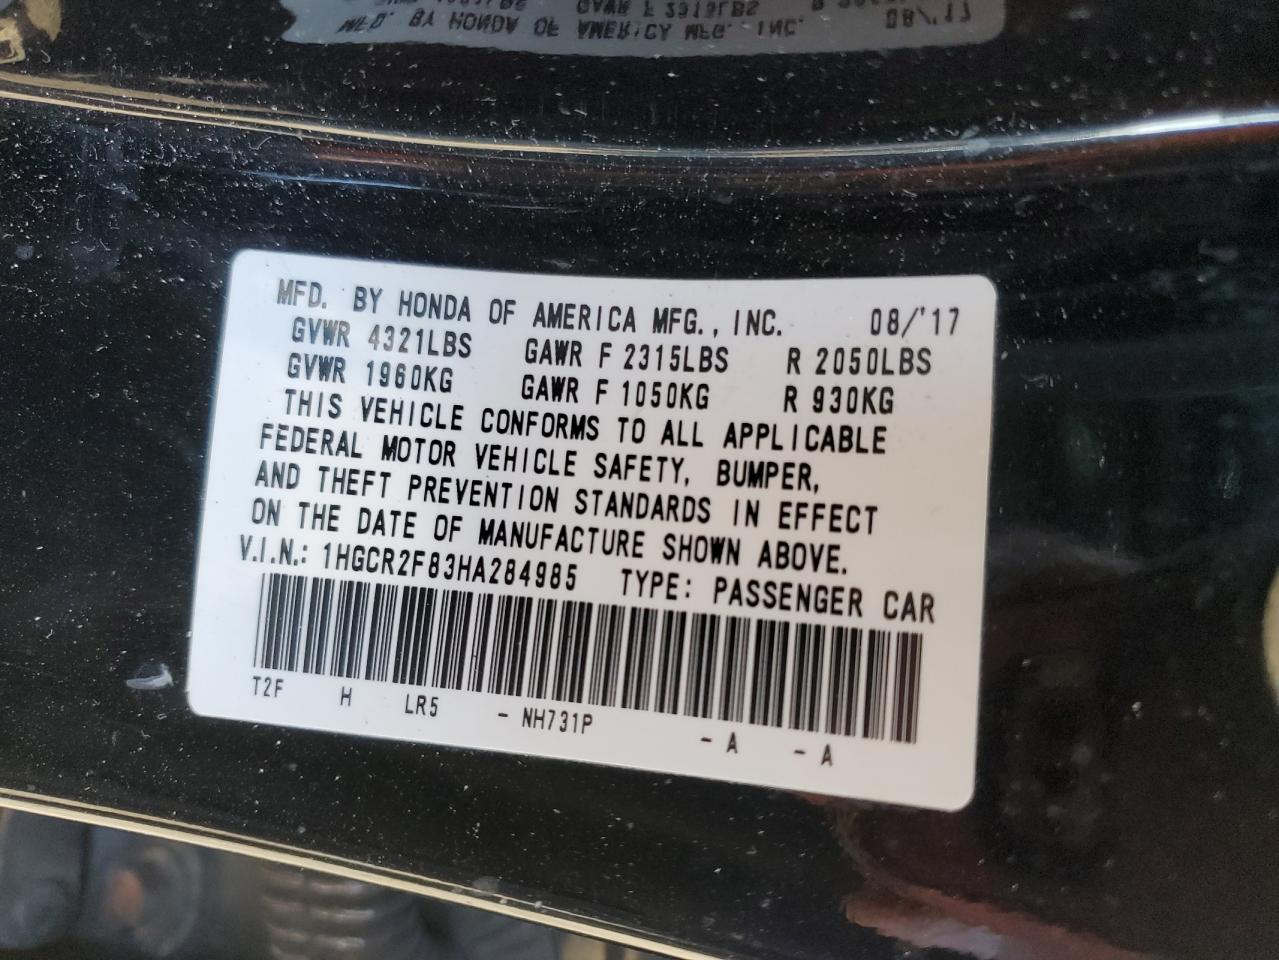 MFD. BY HONDA OF AMERICA MFG., INC. 08/'17
GVWR 4321LBS GAWR F 2315LBS R 2050LBS
GVWR 1960KG GAWR F 1050KG R 930KG
THIS VEHICLE CONFORMS TO ALL APPLICABLE
FEDERAL MOTOR VEHICLE SAFETY, BUMPER,
AND THEFT PREVENTION STANDARDS IN EFFECT
ON THE DATE OF MANUFACTURE SHOWN ABOVE.
V.I.N.: 1HGCR2F83HA284985 TYPE: PASSENGER CAR
T2F H LR5 - NH731P - A - A